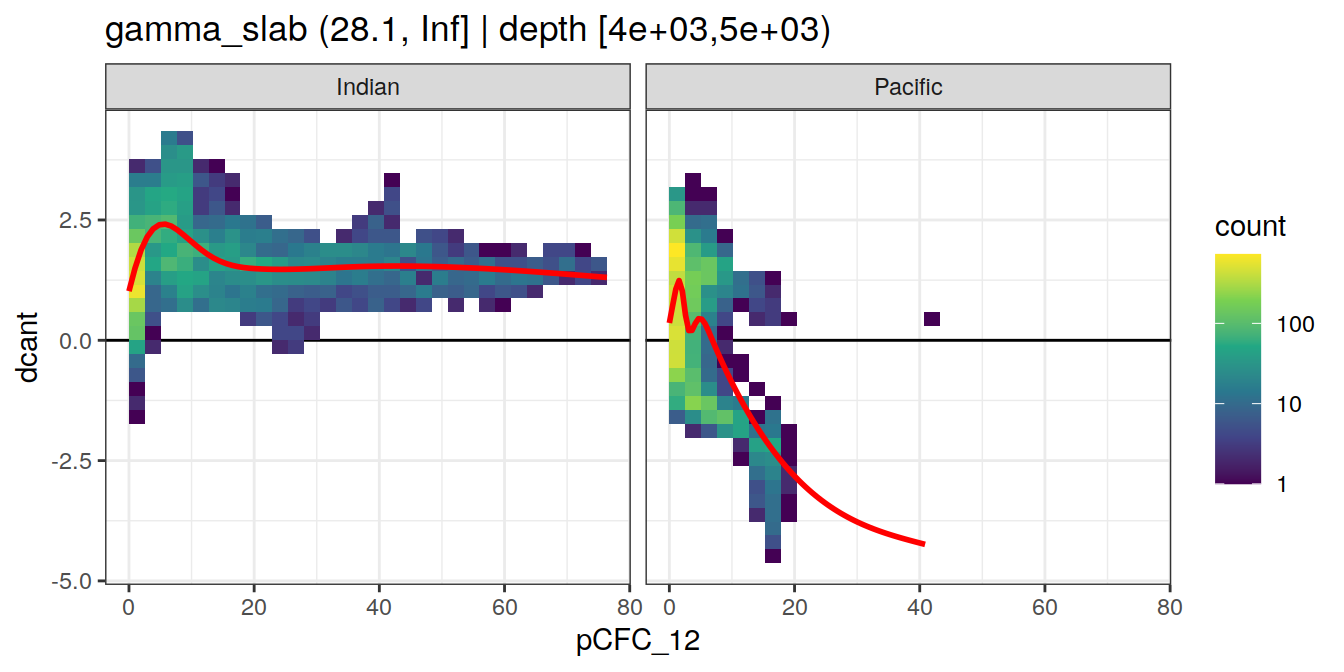 gamma_slab (28.1, Inf] | depth [4e+03,5e+03)
Indian
Pacific
dcant
2.5
0.0
-2.5
-5.0
0 20 40 60 80
0 20 40 60 80
pCFC_12
count
100
10
1